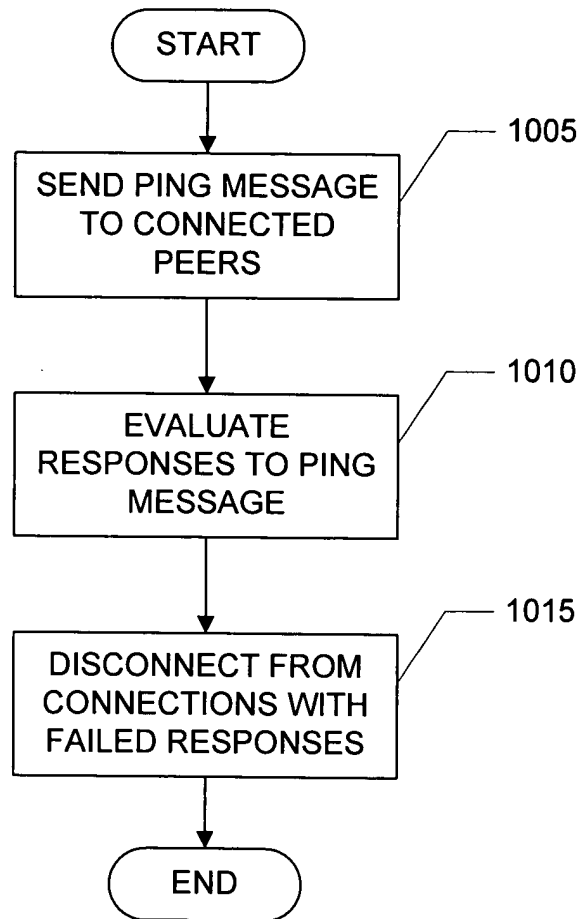 START
1005
SEND PING MESSAGE
TO CONNECTED
PEERS
1010
EVALUATE
RESPONSES TO PING
MESSAGE
1015
DISCONNECT FROM
CONNECTIONS WITH
FAILED RESPONSES
END